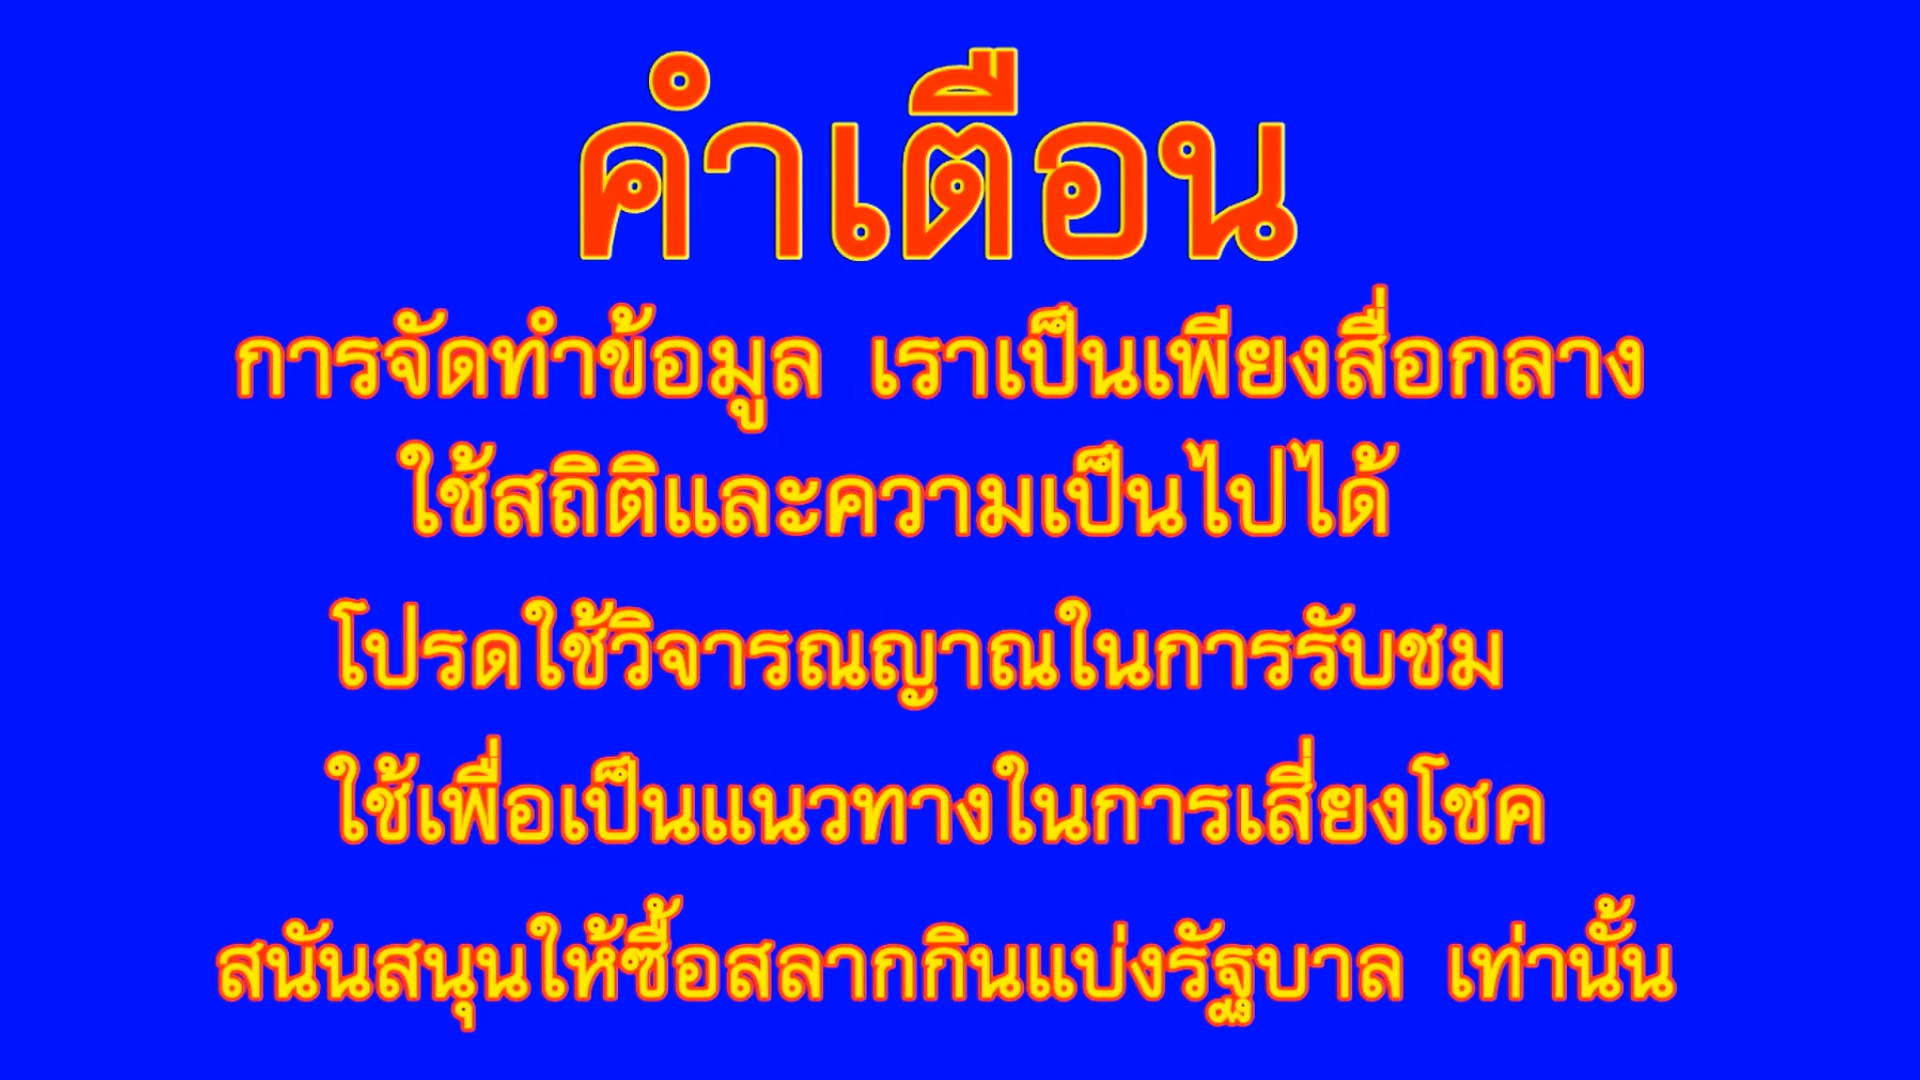 คำเตือน
การจัดทำข้อมูล เราเป็นเพียงสื่อกลาง
ใช้สถิติและความเป็นไปได้
โปรดใช้วิจารณญาณในการรับชม
ใช้เพื่อเป็นแนวทางในการเสี่ยงโชค
สนันสนุนให้ซื้อสลากกินแบ่งรัฐบาล เท่านั้น